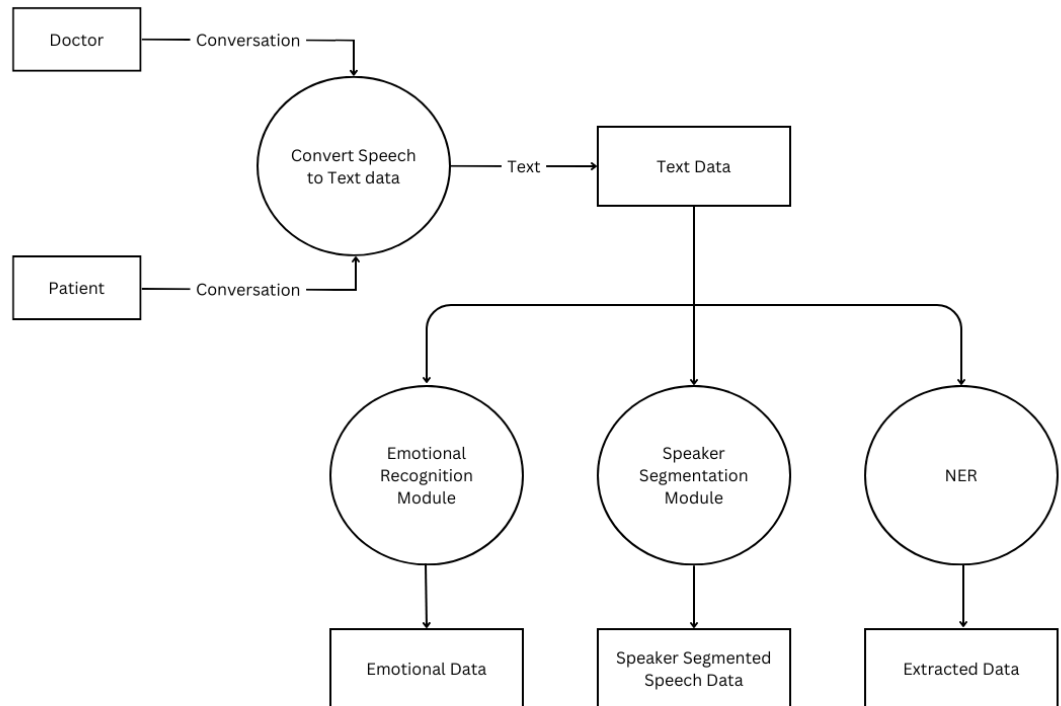 Doctor
Conversation
Convert Speech
to Text data
Text
Text Data
Patient
Conversation
Emotional
Recognition
Module
Speaker
Segmentation
Module
NER
Emotional Data
Speaker Segmented
Speech Data
Extracted Data